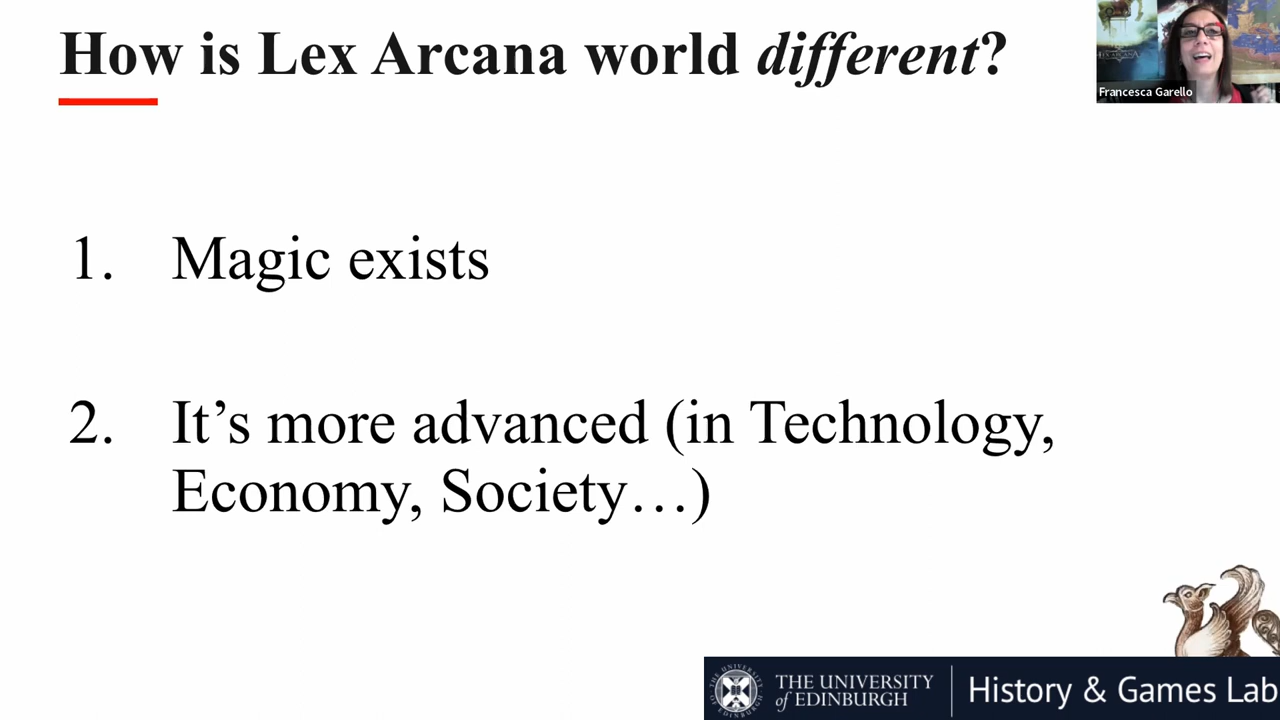 How is Lex Arcana world different?
Francesca Garello
1. Magic exists
2. It’s more advanced (in Technology,
Economy, Society…)
THE UNIVERSITY
of EDINBURGH
History & Games Lab